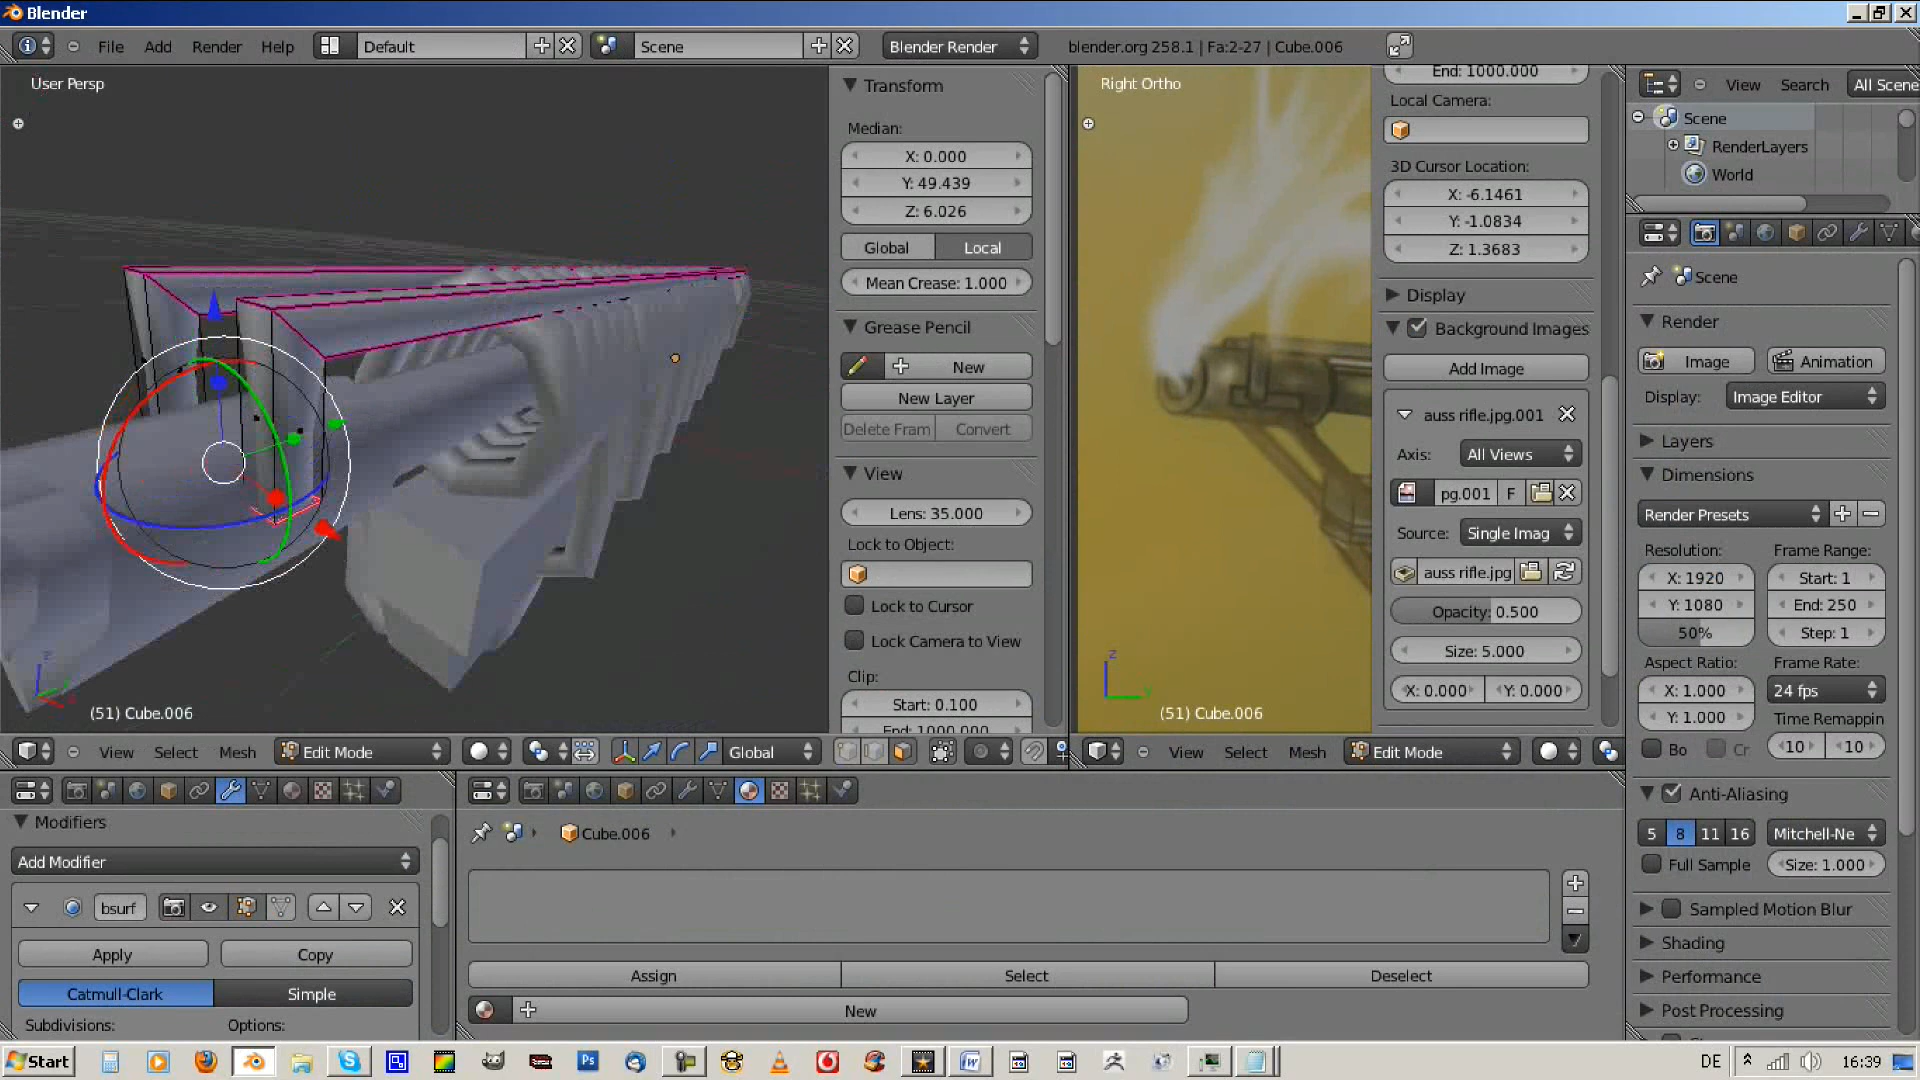 Blender
File Add Render Help Default Scene Blender Render blender.org 258.1 | Fa:2-27 | Cube.006
User Persp
(51) Cube.006
Transform
Median:
X: 0.000
Y: 49.439
Z: 6.026
Global Local
Mean Crease: 1.000
Grease Pencil
New
New Layer
Delete Fram Convert
View
Lens: 35.000
Lock to Object:
Lock to Cursor
Lock Camera to View
Clip:
Start: 0.100
End: 1000.000
Right Ortho
(51) Cube.006
End: 1000.000
Local Camera:
3D Cursor Location:
X: -6.1461
Y: -1.0834
Z: 1.3683
Display
Background Images
Add Image
auss rifle.jpg.001
Axis: All Views
pg.001 F
Source: Single Imag
auss rifle.jpg
Opacity: 0.500
Size: 5.000
X: 0.000 Y: 0.000
View Search All Scene
Scene
RenderLayers
World
Scene
Render
Image Animation
Display: Image Editor
Layers
Dimensions
Render Presets
Resolution: Frame Range:
X: 1920 Start: 1
Y: 1080 End: 250
50% Step: 1
Aspect Ratio: Frame Rate:
X: 1.000 24 fps
Y: 1.000 Time Remappin
Bo Cr 10 10
Anti-Aliasing
5 8 11 16 Mitchell-Ne
Full Sample Size: 1.000
Sampled Motion Blur
Shading
Performance
Post Processing
View Select Mesh Edit Mode Global
View Select Mesh Edit Mode
Modifiers
Add Modifier
bsurf
Apply Copy
Catmull-Clark Simple
Subdivisions: Options:
Cube.006
Assign Select Deselect
New
Start DE 16:39